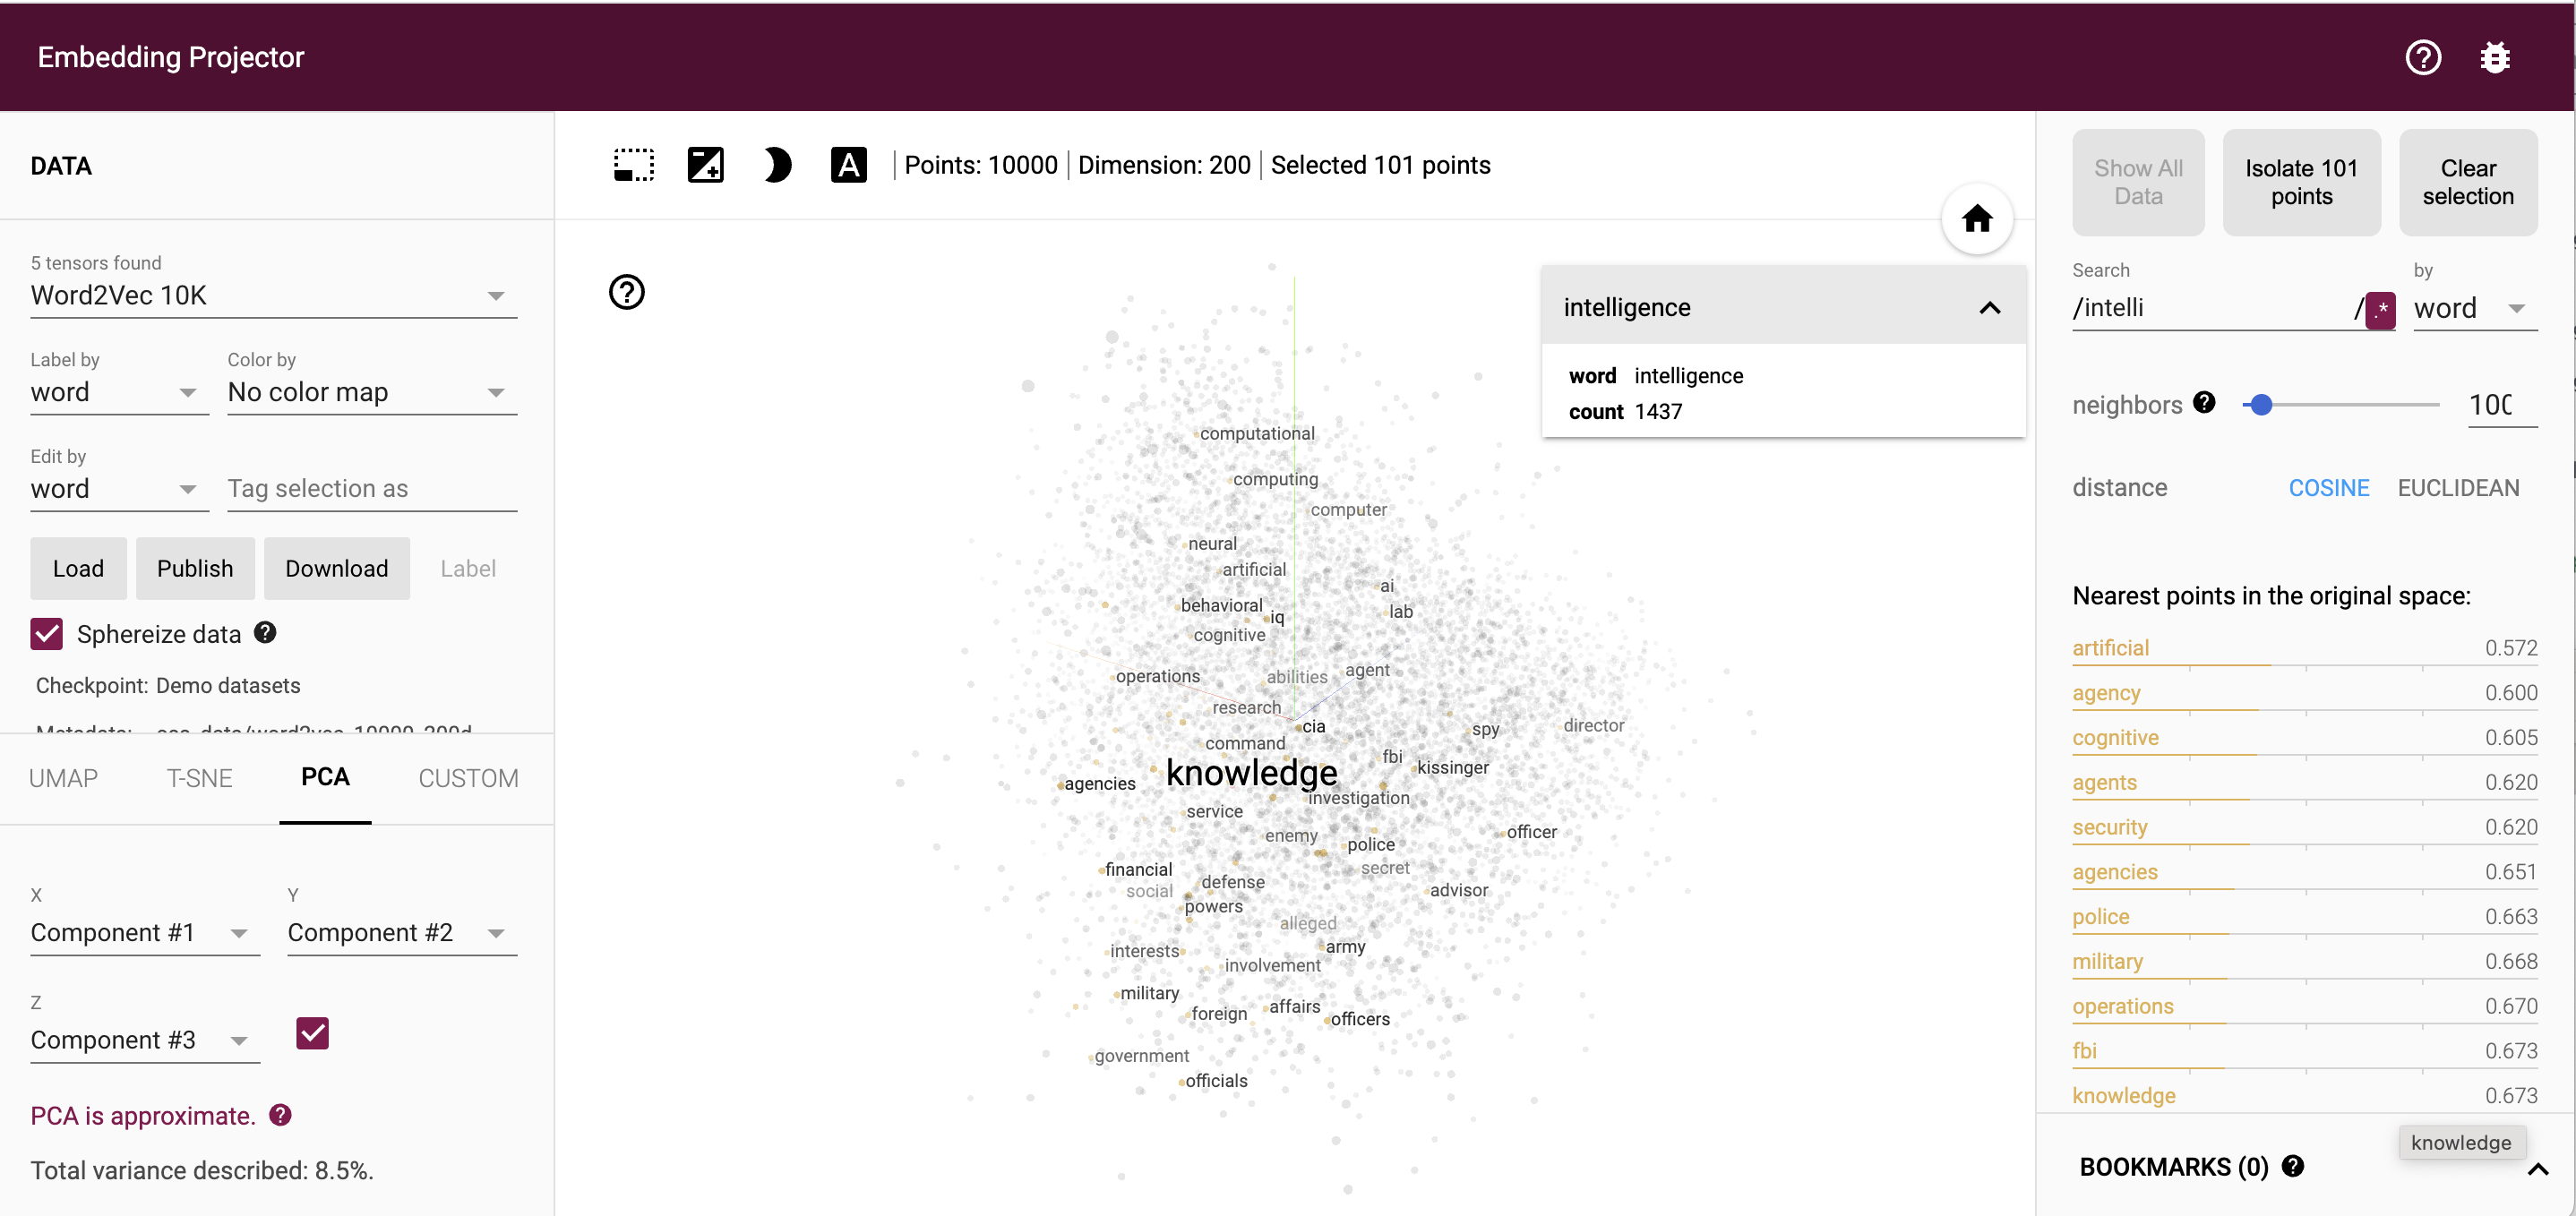 Embedding Projector
DATA
5 tensors found
Word2Vec 10K
Label by
word
Color by
No color map
Edit by
word
Tag selection as
Load
Publish
Download
Label
Sphereize data
Checkpoint: Demo datasets
Metadata: oss_data/word2vec_10000_200d_
UMAP
T-SNE
PCA
CUSTOM
X
Component #1
Y
Component #2
Z
Component #3
PCA is approximate.
Total variance described: 8.5%.
A
Points: 10000 | Dimension: 200 | Selected 101 points
intelligence
word intelligence
count 1437
computational
computing
computer
neural
artificial
ai
behavioral
iq
lab
cognitive
operations
abilities
agent
research
cia
spy
director
command
fbi
knowledge
kissinger
agencies
investigation
service
enemy
officer
police
financial
secret
social
defense
advisor
powers
alleged
interests
army
involvement
military
foreign
affairs
officers
government
officials
Show All Data
Isolate 101 points
Clear selection
Search
/intelli
/.*
by
word
neighbors
100
distance
COSINE
EUCLIDEAN
Nearest points in the original space:
artificial 0.572
agency 0.600
cognitive 0.605
agents 0.620
security 0.620
agencies 0.651
police 0.663
military 0.668
operations 0.670
fbi 0.673
knowledge 0.673
knowledge
BOOKMARKS (0)